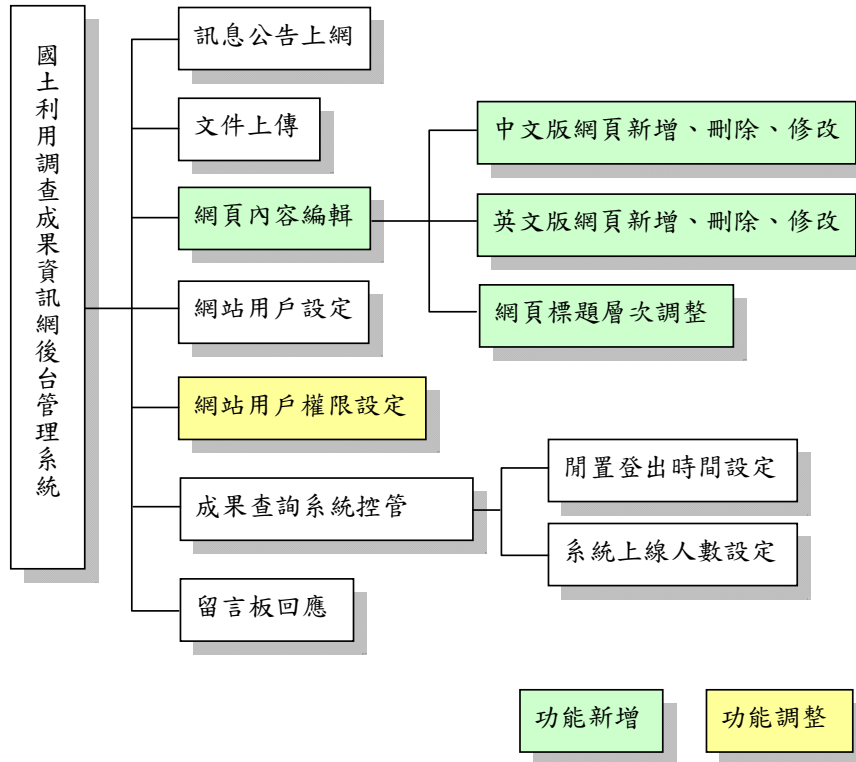 國土利用調查成果資訊網後台管理系統
訊息公告上網
文件上傳
網頁內容編輯
中文版網頁新增、刪除、修改
英文版網頁新增、刪除、修改
網頁標題層次調整
網站用戶設定
網站用戶權限設定
成果查詢系統控管
閒置登出時間設定
系統上線人數設定
留言板回應
功能新增
功能調整